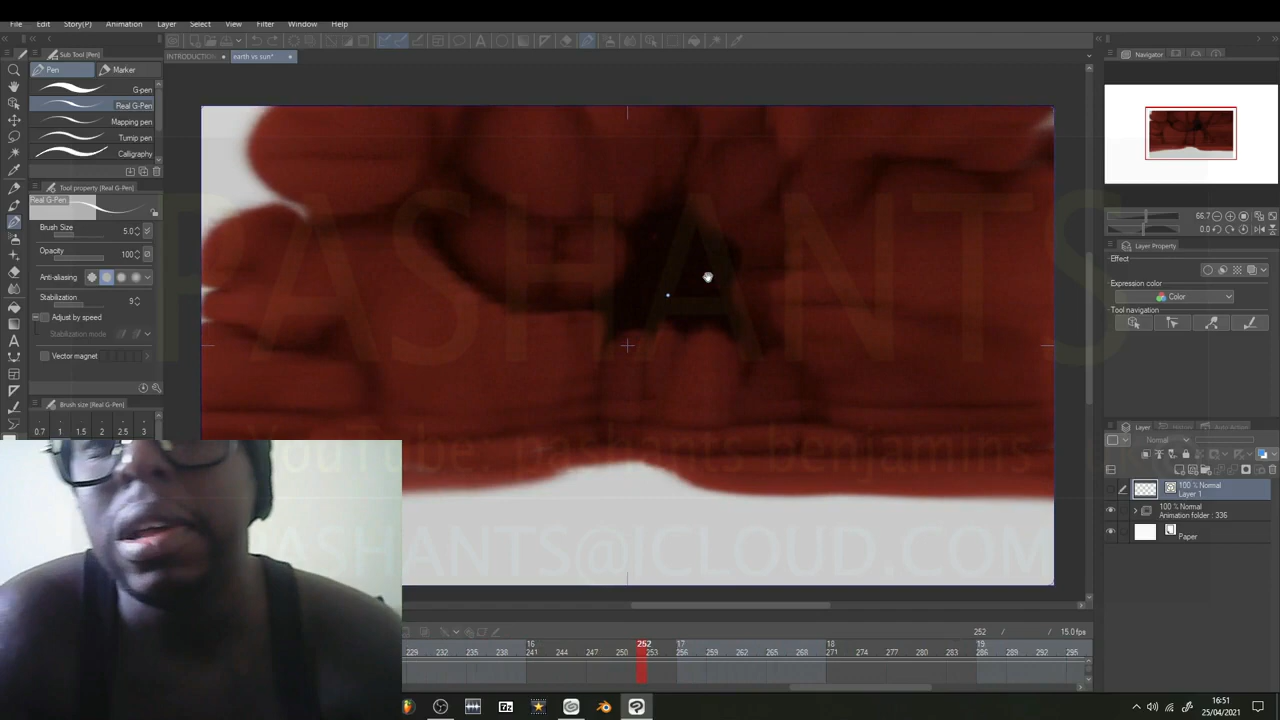 File Edit Story(P) Animation Layer Select View Filter Window Help
Sub Tool [Pen]
Navigator
INTRODUCTION
earth vs sun*
Pen Marker
G-pen
Real G-Pen
Mapping pen
Turnip pen
Calligraphy
Tool property [Real G-Pen]
Real G-Pen
Brush Size 5.0
Opacity 100
Anti-aliasing
Stabilization 9
Adjust by speed
Stabilization mode
Vector magnet
Brush size [Real G-Pen]
0.7 1 1.5 2 2.5 3
66.7
0.0
Layer Property
Effect
Expression color
Color
Tool navigation
Layer
Auto Action
Normal
100 % Normal
Layer 1
100 % Normal
Animation folder : 336
Paper
PASHANTS
YouTube pashants penjamins
PASHANTS@ICLOUD.COM
252 / / 15.0fps
16 252 17 18 19
229 232 235 238 241 244 247 250 253 256 259 262 265 268 271 274 277 280 283 286 289 292 295
16:51
25/04/2021